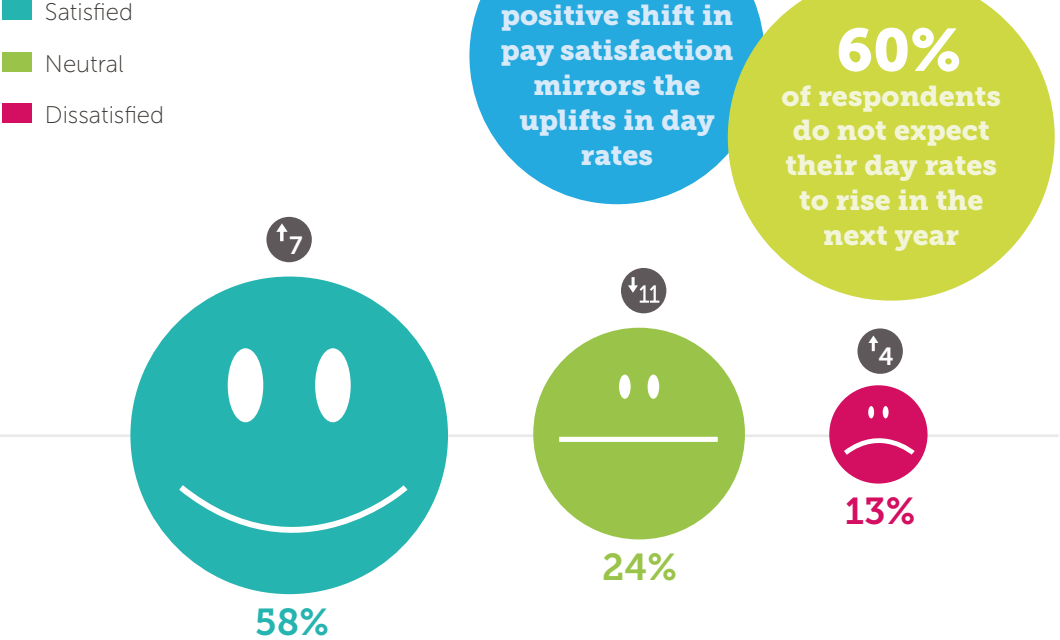 Satisfied
Neutral
Dissatisfied
positive shift in
pay satisfaction
mirrors the
uplifts in day
rates
60%
of respondents
do not expect
their day rates
to rise in the
next year
↑7
↓11
↑4
58%
24%
13%